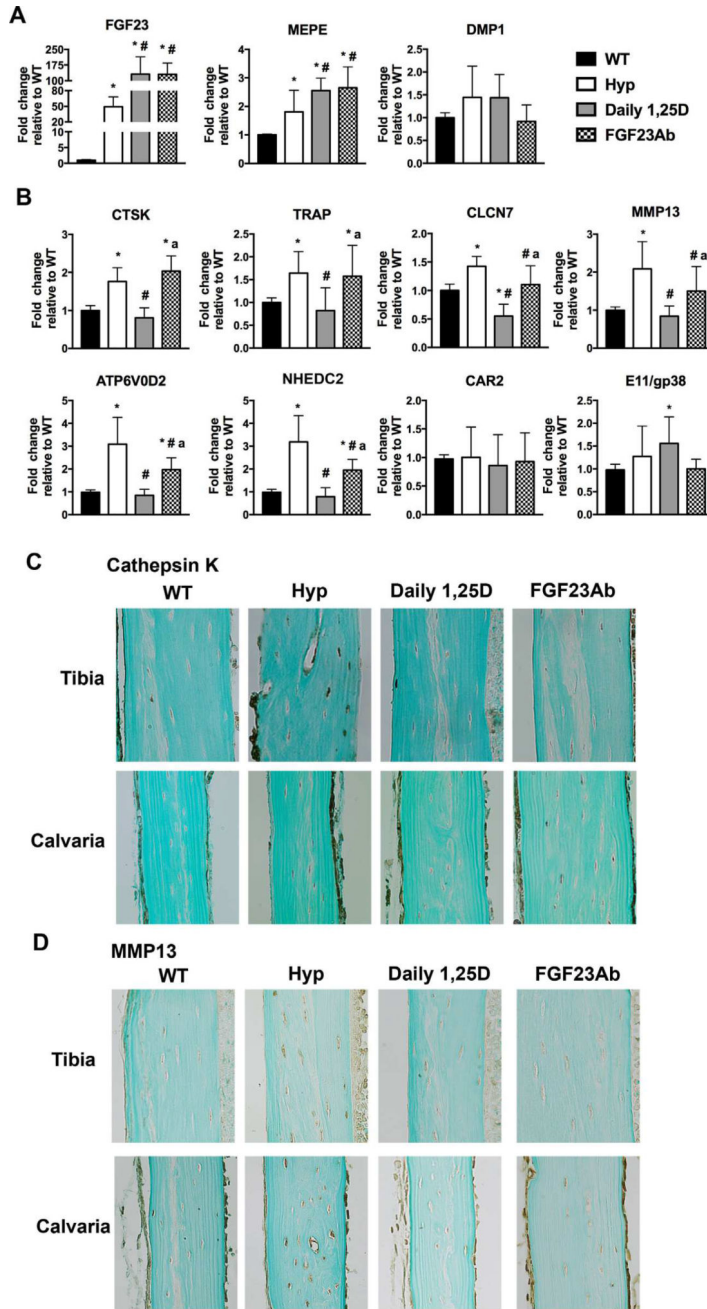 A
FGF23
Fold change
relative to WT
250
175
100
80
50
20
10
5
0
*
* #
* #
MEPE
Fold change
relative to WT
4
3
2
1
0
*
* #
* #
DMP1
Fold change
relative to WT
2.5
2.0
1.5
1.0
0.5
0.0
WT
Hyp
Daily 1,25D
FGF23Ab
B
CTSK
Fold change
relative to WT
3
2
1
0
*
#
* a
TRAP
Fold change
relative to WT
2.5
2.0
1.5
1.0
0.5
0.0
*
#
* a
CLCN7
Fold change
relative to WT
2.0
1.5
1.0
0.5
0.0
*
* #
# a
MMP13
Fold change
relative to WT
3
2
1
0
*
#
# a
ATP6V0D2
Fold change
relative to WT
5
4
3
2
1
0
*
#
* # a
NHEDC2
Fold change
relative to WT
5
4
3
2
1
0
*
#
* # a
CAR2
Fold change
relative to WT
2.0
1.5
1.0
0.5
0.0
E11/gp38
Fold change
relative to WT
2.5
2.0
1.5
1.0
0.5
0.0
*
C
Cathepsin K
WT
Hyp
Daily 1,25D
FGF23Ab
Tibia
Calvaria
D
MMP13
WT
Hyp
Daily 1,25D
FGF23Ab
Tibia
Calvaria